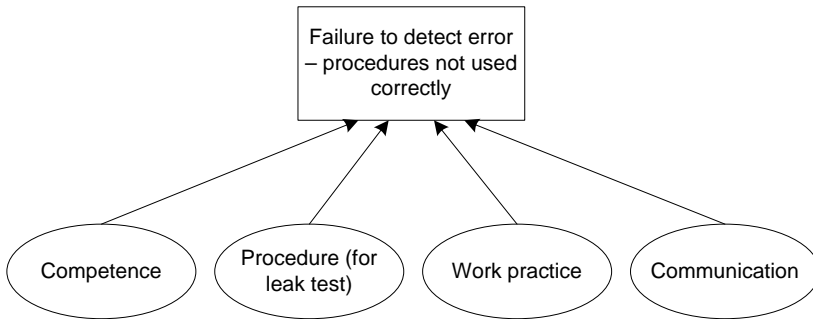 Failure to detect error
– procedures not used
correctly
Competence
Procedure (for
leak test)
Work practice
Communication